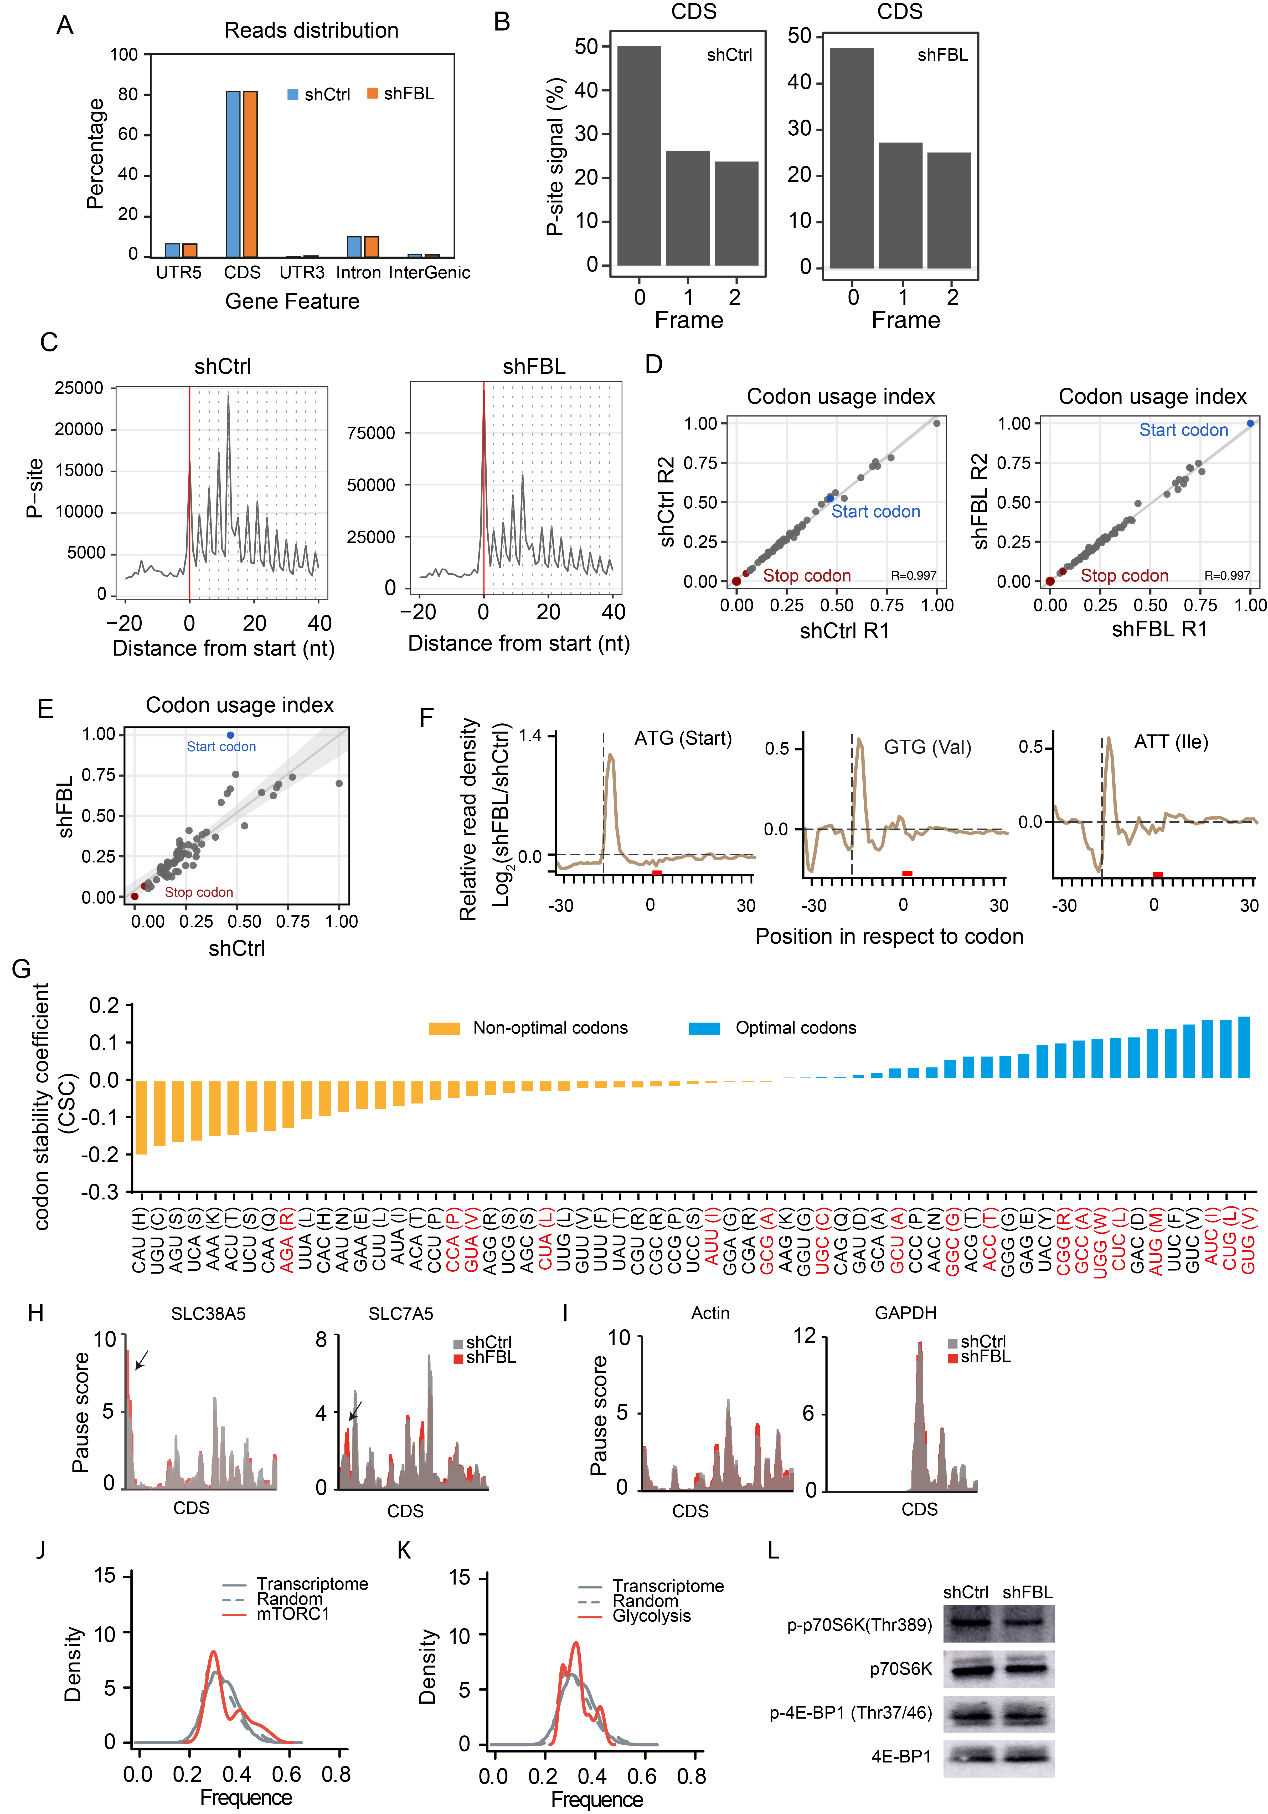 A
Reads distribution
100
80
60
40
20
0
Percentage
shCtrl
shFBL
UTR5
CDS
UTR3
Intron
InterGenic
Gene Feature
B
CDS
shCtrl
50
40
30
20
10
0
P-site signal (%)
0
1
2
Frame
CDS
shFBL
50
40
30
20
10
0
0
1
2
Frame
C
shCtrl
25000
20000
15000
10000
5000
0
P−site
−20
0
20
40
Distance from start (nt)
shFBL
75000
50000
25000
0
−20
0
20
40
Distance from start (nt)
D
Codon usage index
1.00
0.75
0.50
0.25
0.00
shCtrl R2
Start codon
Stop codon
R=0.997
0.00
0.25
0.50
0.75
1.00
shCtrl R1
Codon usage index
1.00
0.75
0.50
0.25
0.00
shFBL R2
Start codon
Stop codon
R=0.997
0.00
0.25
0.50
0.75
1.00
shFBL R1
E
Codon usage index
1.00
0.75
0.50
0.25
0.00
shFBL
Start codon
Stop codon
0.00
0.25
0.50
0.75
1.00
shCtrl
F
Relative read density
Log2(shFBL/shCtrl)
1.4
0.0
ATG (Start)
-30
0
30
0.5
0.0
GTG (Val)
-30
0
30
0.5
0.0
ATT (Ile)
-30
0
30
Position in respect to codon
G
codon stability coefficient
(CSC)
0.2
0.1
0.0
-0.1
-0.2
-0.3
Non-optimal codons
Optimal codons
CAU (H)
UGU (C)
AGU (S)
UCA (S)
AAA (K)
ACU (T)
UCU (S)
CAA (Q)
AGA (R)
UUA (L)
CAC (H)
AAU (N)
GAA (E)
CUU (L)
AUA (I)
ACA (T)
CCU (P)
CCA (P)
GUA (V)
AGG (R)
UCG (S)
AGC (S)
CUA (L)
UUG (L)
GUU (V)
UUU (F)
UAU (T)
CGU (R)
CGC (R)
CCG (P)
UCC (S)
AUU (I)
GGA (G)
CGA (R)
GCG (A)
AAG (K)
GGU (G)
UGC (C)
CAG (Q)
GAU (D)
GCA (A)
GCU (A)
CCC (P)
AAC (N)
GGC (G)
ACG (T)
ACC (T)
GGG (G)
GAG (E)
UAC (Y)
CGG (R)
GCC (A)
UGG (W)
CUC (L)
GAC (D)
AUG (M)
UUC (F)
GUC (V)
AUC (I)
CUG (L)
GUG (V)
H
SLC38A5
10
5
0
Pause score
CDS
SLC7A5
8
4
0
shCtrl
shFBL
CDS
I
Actin
10
5
0
Pause score
CDS
GAPDH
12
6
0
shCtrl
shFBL
CDS
J
15
10
5
0
Density
Transcriptome
Random
mTORC1
0.0
0.2
0.4
0.6
0.8
Frequence
K
15
10
5
0
Density
Transcriptome
Random
Glycolysis
0.0
0.2
0.4
0.6
0.8
Frequence
L
shCtrl shFBL
p-p70S6K(Thr389)
p70S6K
p-4E-BP1 (Thr37/46)
4E-BP1